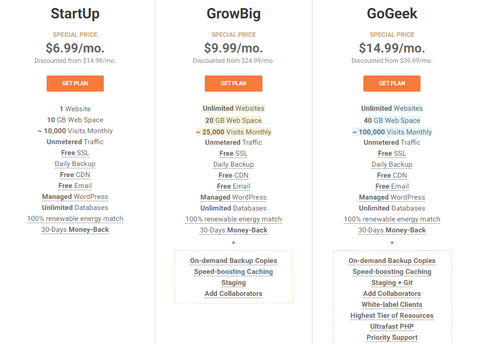 StartUp
SPECIAL PRICE
$6.99/mo.
Discounted from $14.99/mo.
GET PLAN
1 Website
10 GB Web Space
~ 10,000 Visits Monthly
Unmetered Traffic
Free SSL
Daily Backup
Free CDN
Free Email
Managed WordPress
Unlimited Databases
100% renewable energy match
30-Days Money-Back
GrowBig
SPECIAL PRICE
$9.99/mo.
Discounted from $24.99/mo.
GET PLAN
Unlimited Websites
20 GB Web Space
~ 25,000 Visits Monthly
Unmetered Traffic
Free SSL
Daily Backup
Free CDN
Free Email
Managed WordPress
Unlimited Databases
100% renewable energy match
30-Days Money-Back
+
On-demand Backup Copies
Speed-boosting Caching
Staging
Add Collaborators
GoGeek
SPECIAL PRICE
$14.99/mo.
Discounted from $39.99/mo.
GET PLAN
Unlimited Websites
40 GB Web Space
~ 100,000 Visits Monthly
Unmetered Traffic
Free SSL
Daily Backup
Free CDN
Free Email
Managed WordPress
Unlimited Databases
100% renewable energy match
30-Days Money-Back
+
On-demand Backup Copies
Speed-boosting Caching
Staging + Git
Add Collaborators
White-label Clients
Highest Tier of Resources
Ultrafast PHP
Priority Support